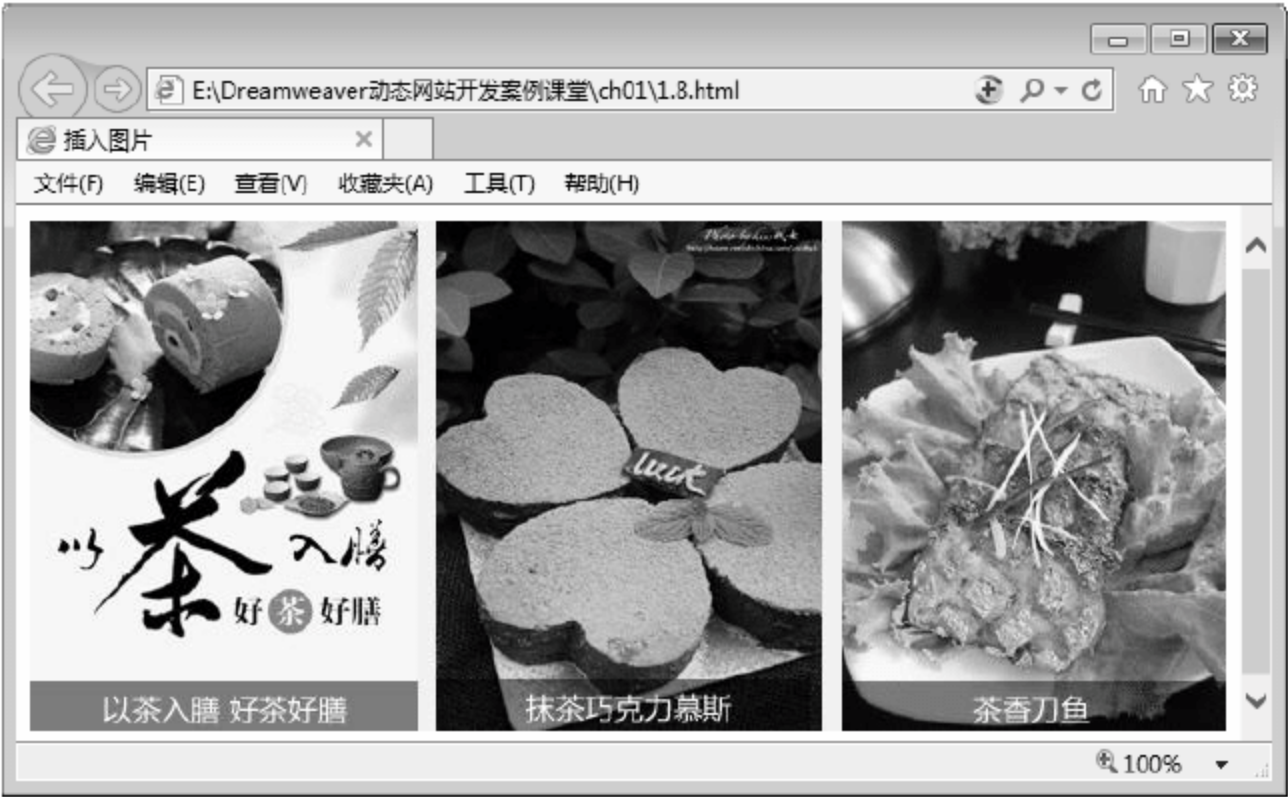 E:\Dreamweaver动态网站开发案例课堂\ch01\1.8.html
插入图片
文件(F) 编辑(E) 查看(V) 收藏夹(A) 工具(T) 帮助(H)
luck
以茶入膳
好茶好膳
以茶入膳 好茶好膳
抹茶巧克力慕斯
茶香刀鱼
100%